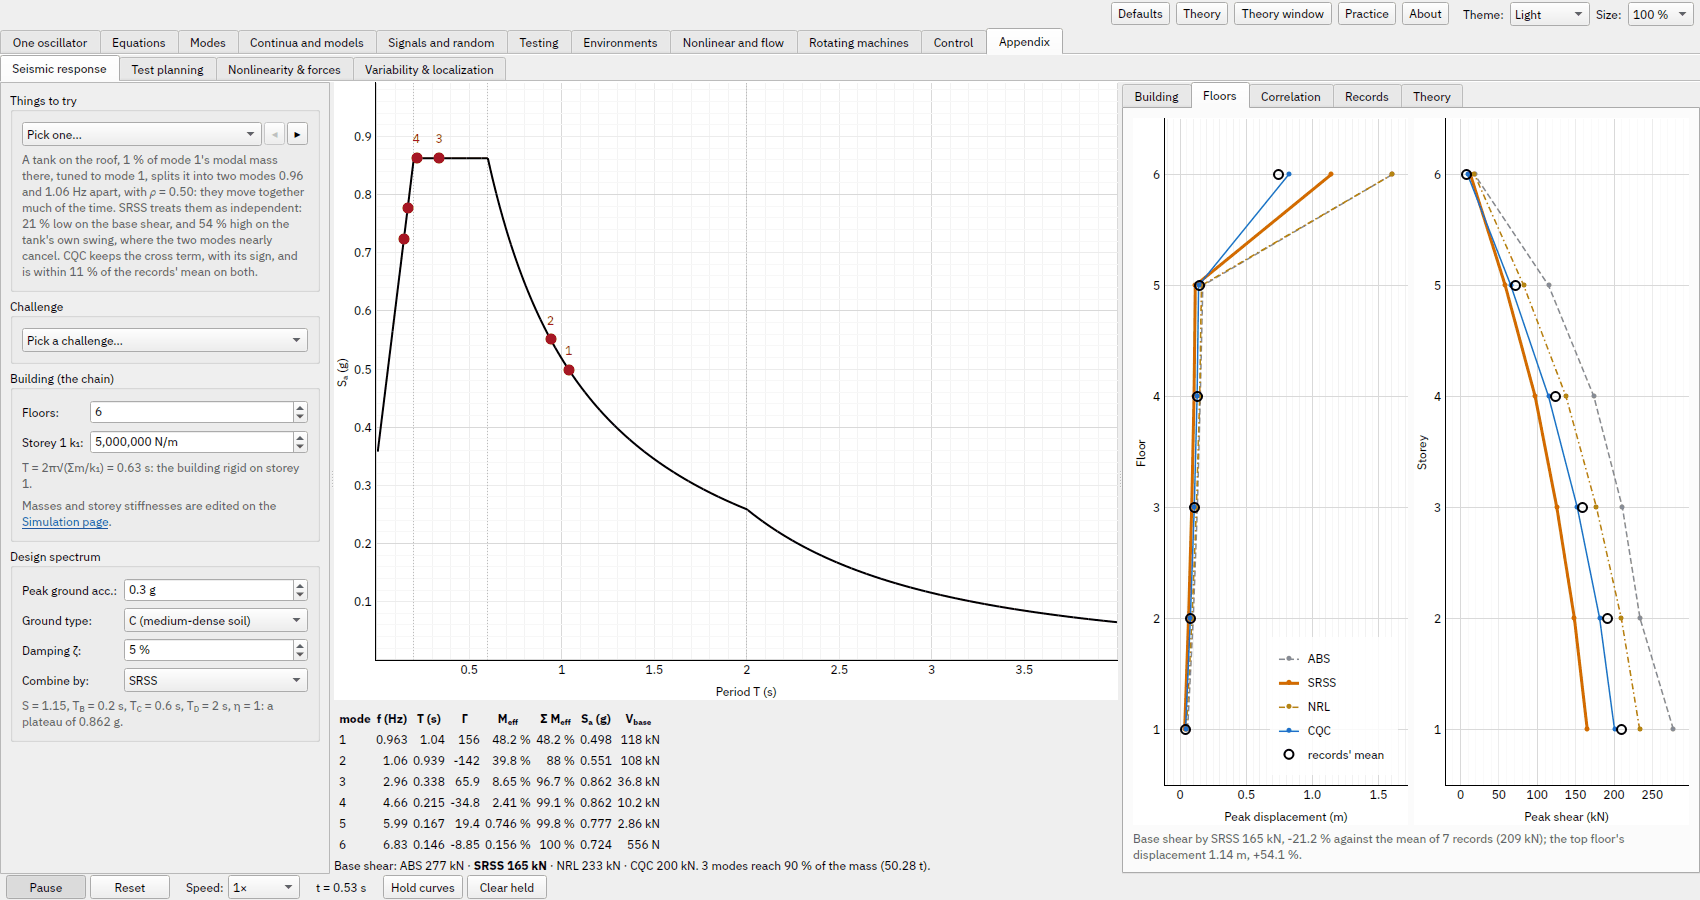 Defaults Theory Theory window Practice About Theme: Light Size: 100 %
One oscillator Equations Modes Continua and models Signals and random Testing Environments Nonlinear and flow Rotating machines Control Appendix
Seismic response Test planning Nonlinearity & forces Variability & localization
Things to try
Pick one...
A tank on the roof, 1 % of mode 1's modal mass
there, tuned to mode 1, splits it into two modes 0.96
and 1.06 Hz apart, with ρ = 0.50: they move together
much of the time. SRSS treats them as independent:
21 % low on the base shear, and 54 % high on the
tank's own swing, where the two modes nearly
cancel. CQC keeps the cross term, with its sign, and
is within 11 % of the records' mean on both.
Challenge
Pick a challenge...
Building (the chain)
Floors: 6
Storey 1 k₁: 5,000,000 N/m
T = 2π√(Σm/k₁) = 0.63 s: the building rigid on storey
1.
Masses and storey stiffnesses are edited on the
Simulation page.
Design spectrum
Peak ground acc.: 0.3 g
Ground type: C (medium-dense soil)
Damping ζ: 5 %
Combine by: SRSS
S = 1.15, T_B = 0.2 s, T_C = 0.6 s, T_D = 2 s, η = 1: a
plateau of 0.862 g.
Pause Reset Speed: 1× t = 0.53 s Hold curves Clear held
0.9
0.8
0.7
0.6
0.5
0.4
0.3
0.2
0.1
Sₐ (g)
4 3
2
1
0.5 1 1.5 2 2.5 3 3.5
Period T (s)
mode f (Hz) T (s) Γ M_eff Σ M_eff Sₐ (g) V_base
1 0.963 1.04 156 48.2 % 48.2 % 0.498 118 kN
2 1.06 0.939 -142 39.8 % 88 % 0.551 108 kN
3 2.96 0.338 65.9 8.65 % 96.7 % 0.862 36.8 kN
4 4.66 0.215 -34.8 2.41 % 99.1 % 0.862 10.2 kN
5 5.99 0.167 19.4 0.746 % 99.8 % 0.777 2.86 kN
6 6.83 0.146 -8.85 0.156 % 100 % 0.724 556 N
Base shear: ABS 277 kN · SRSS 165 kN · NRL 233 kN · CQC 200 kN. 3 modes reach 90 % of the mass (50.28 t).
Building Floors Correlation Records Theory
6
5
4
3
2
1
Floor
0 0.5 1.0 1.5
Peak displacement (m)
ABS
SRSS
NRL
CQC
records' mean
6
5
4
3
2
1
Storey
0 50 100 150 200 250
Peak shear (kN)
Base shear by SRSS 165 kN, -21.2 % against the mean of 7 records (209 kN); the top floor's
displacement 1.14 m, +54.1 %.